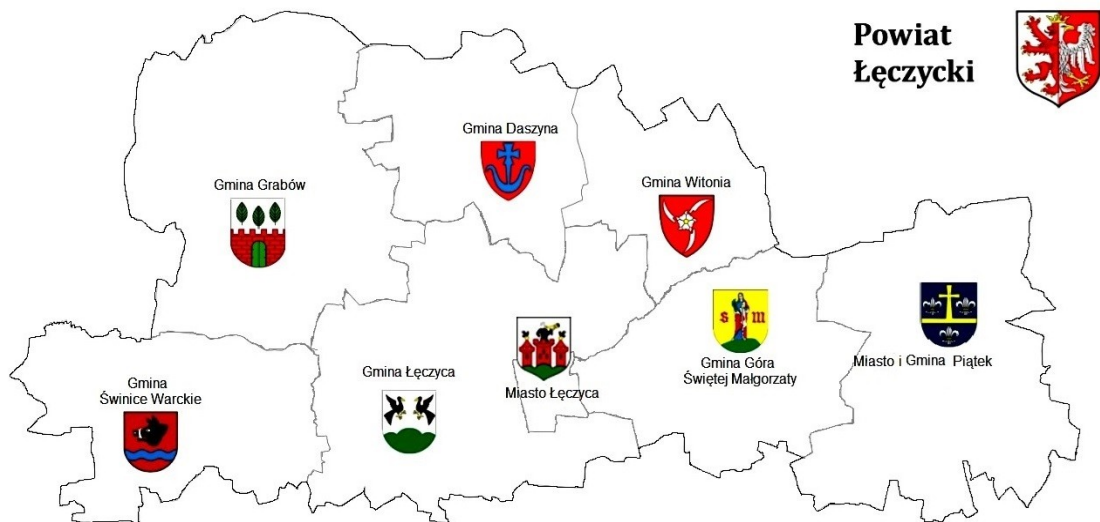 Powiat
Łęczycki
Gmina Daszyna
Gmina Grabów
Gmina Witonia
s m
Gmina Góra
Świętej Małgorzaty
Miasto i Gmina Piątek
Gmina Łęczyca
Miasto Łęczyca
Gmina
Świnice Warckie